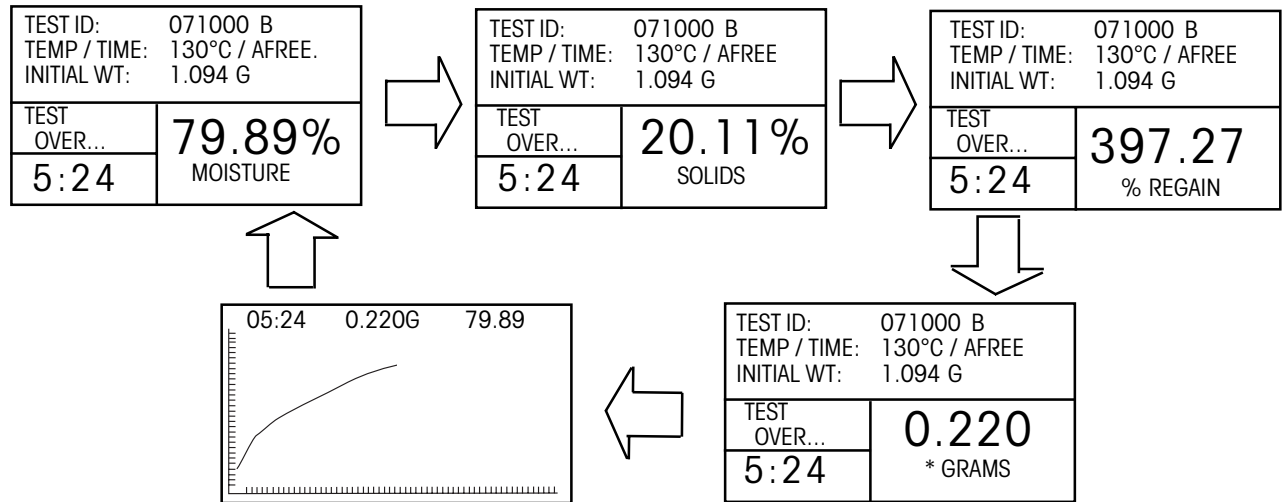 TEST ID: 071000 B
TEMP / TIME: 130°C / AFREE.
INITIAL WT: 1.094 G
TEST
OVER...
5:24
79.89%
MOISTURE
TEST ID: 071000 B
TEMP / TIME: 130°C / AFREE
INITIAL WT: 1.094 G
TEST
OVER...
5:24
20.11%
SOLIDS
TEST ID: 071000 B
TEMP / TIME: 130°C / AFREE
INITIAL WT: 1.094 G
TEST
OVER...
5:24
397.27
% REGAIN
TEST ID: 071000 B
TEMP / TIME: 130°C / AFREE
INITIAL WT: 1.094 G
TEST
OVER...
5:24
0.220
* GRAMS
05:24 0.220G 79.89